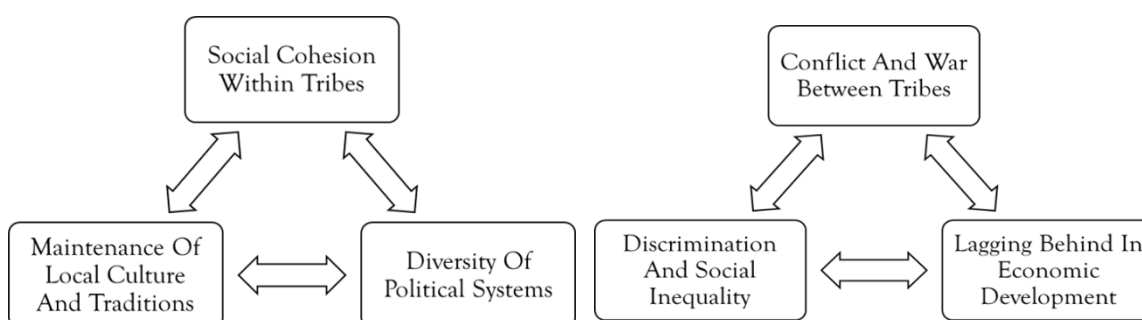 Social Cohesion
Within Tribes
Maintenance Of
Local Culture
And Traditions
Diversity Of
Political Systems
Conflict And War
Between Tribes
Discrimination
And Social
Inequality
Lagging Behind In
Economic
Development